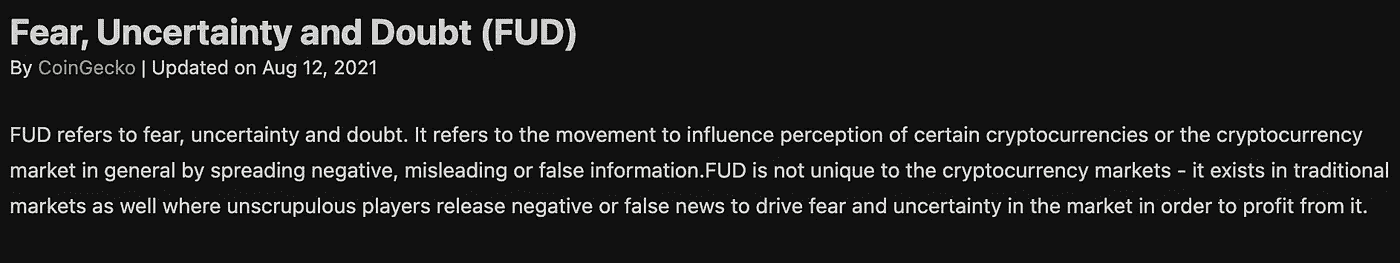 Fear, Uncertainty and Doubt (FUD)
By CoinGecko | Updated on Aug 12, 2021
FUD refers to fear, uncertainty and doubt. It refers to the movement to influence perception of certain cryptocurrencies or the cryptocurrency
market in general by spreading negative, misleading or false information.FUD is not unique to the cryptocurrency markets - it exists in traditional
markets as well where unscrupulous players release negative or false news to drive fear and uncertainty in the market in order to profit from it.